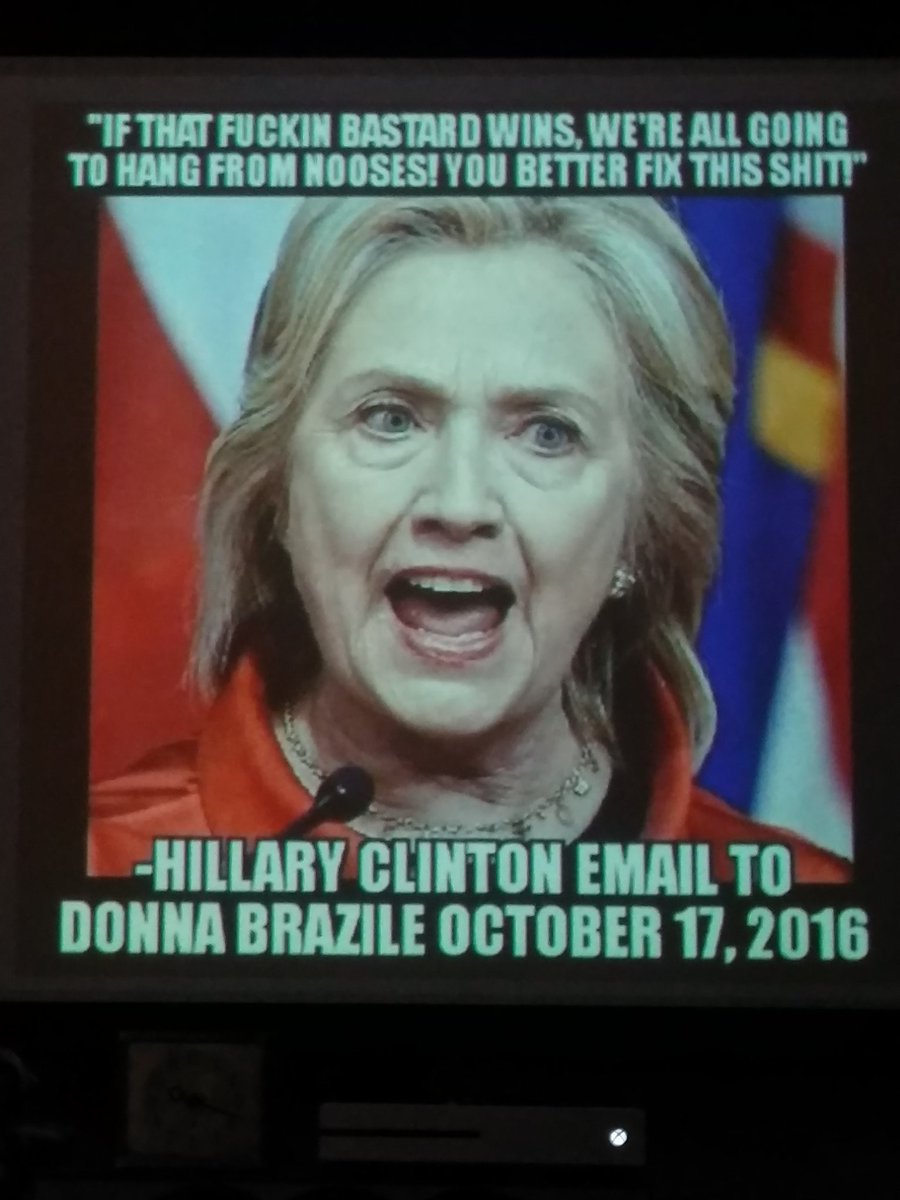 "IF THAT FUCKIN BASTARD WINS, WE'RE ALL GOING
TO HANG FROM NOOSES! YOU BETTER FIX THIS SHIT!"
-HILLARY CLINTON EMAIL TO
DONNA BRAZILE OCTOBER 17, 2016